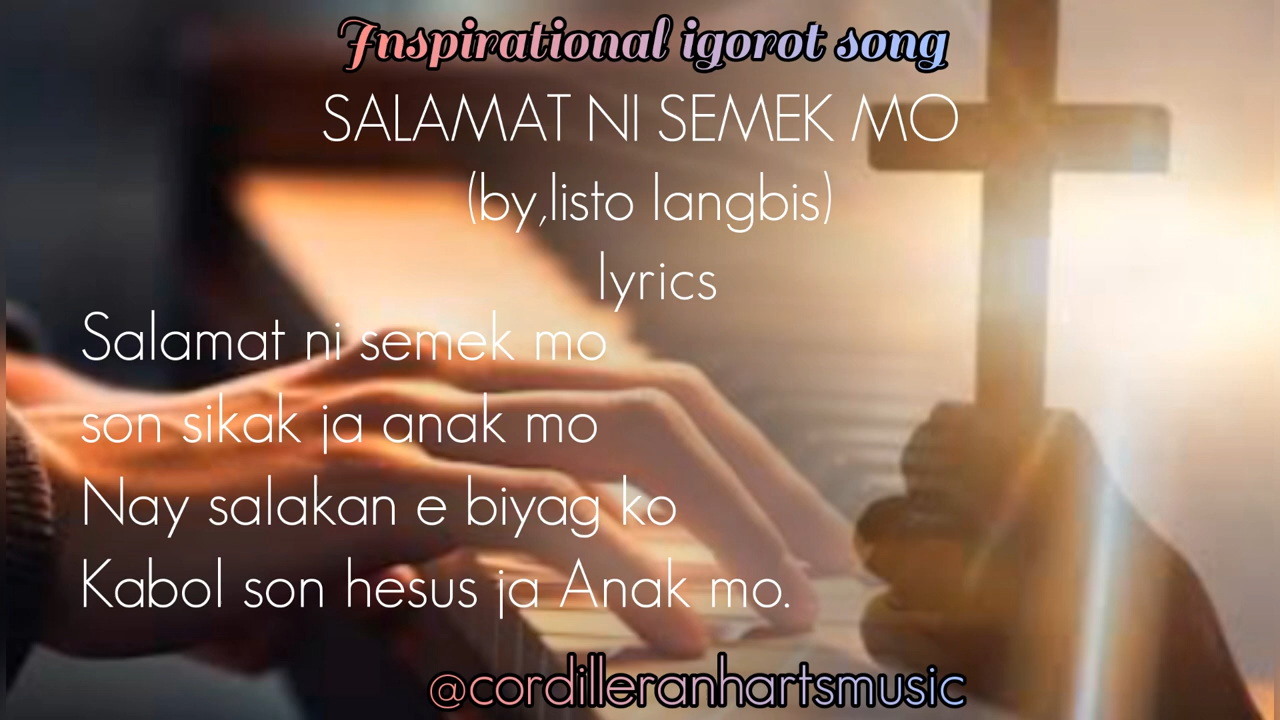 Inspirational igorot song
SALAMAT NI SEMEK MO
(by,listo langbis)
lyrics
Salamat ni semek mo
son sikak ja anak mo
Nay salakan e biyag ko
Kabol son hesus ja Anak mo.
@cordilleranhartsmusic